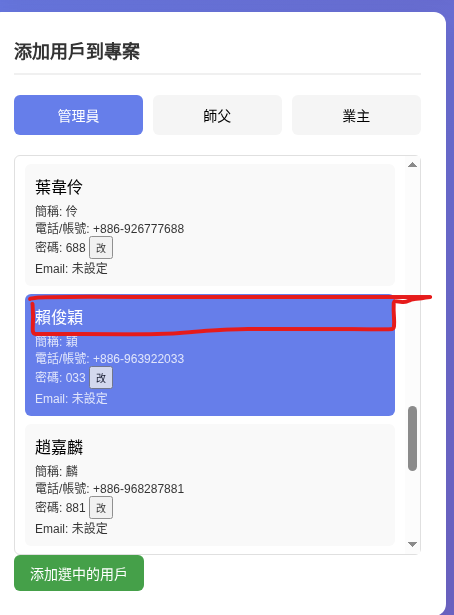 添加用戶到專案
管理員 師父 業主
葉韋伶
簡稱: 伶
電話/帳號: +886-926777688
密碼: 688 改
Email: 未設定
賴俊穎
簡稱: 穎
電話/帳號: +886-963922033
密碼: 033 改
Email: 未設定
趙嘉麟
簡稱: 麟
電話/帳號: +886-968287881
密碼: 881 改
Email: 未設定
添加選中的用戶